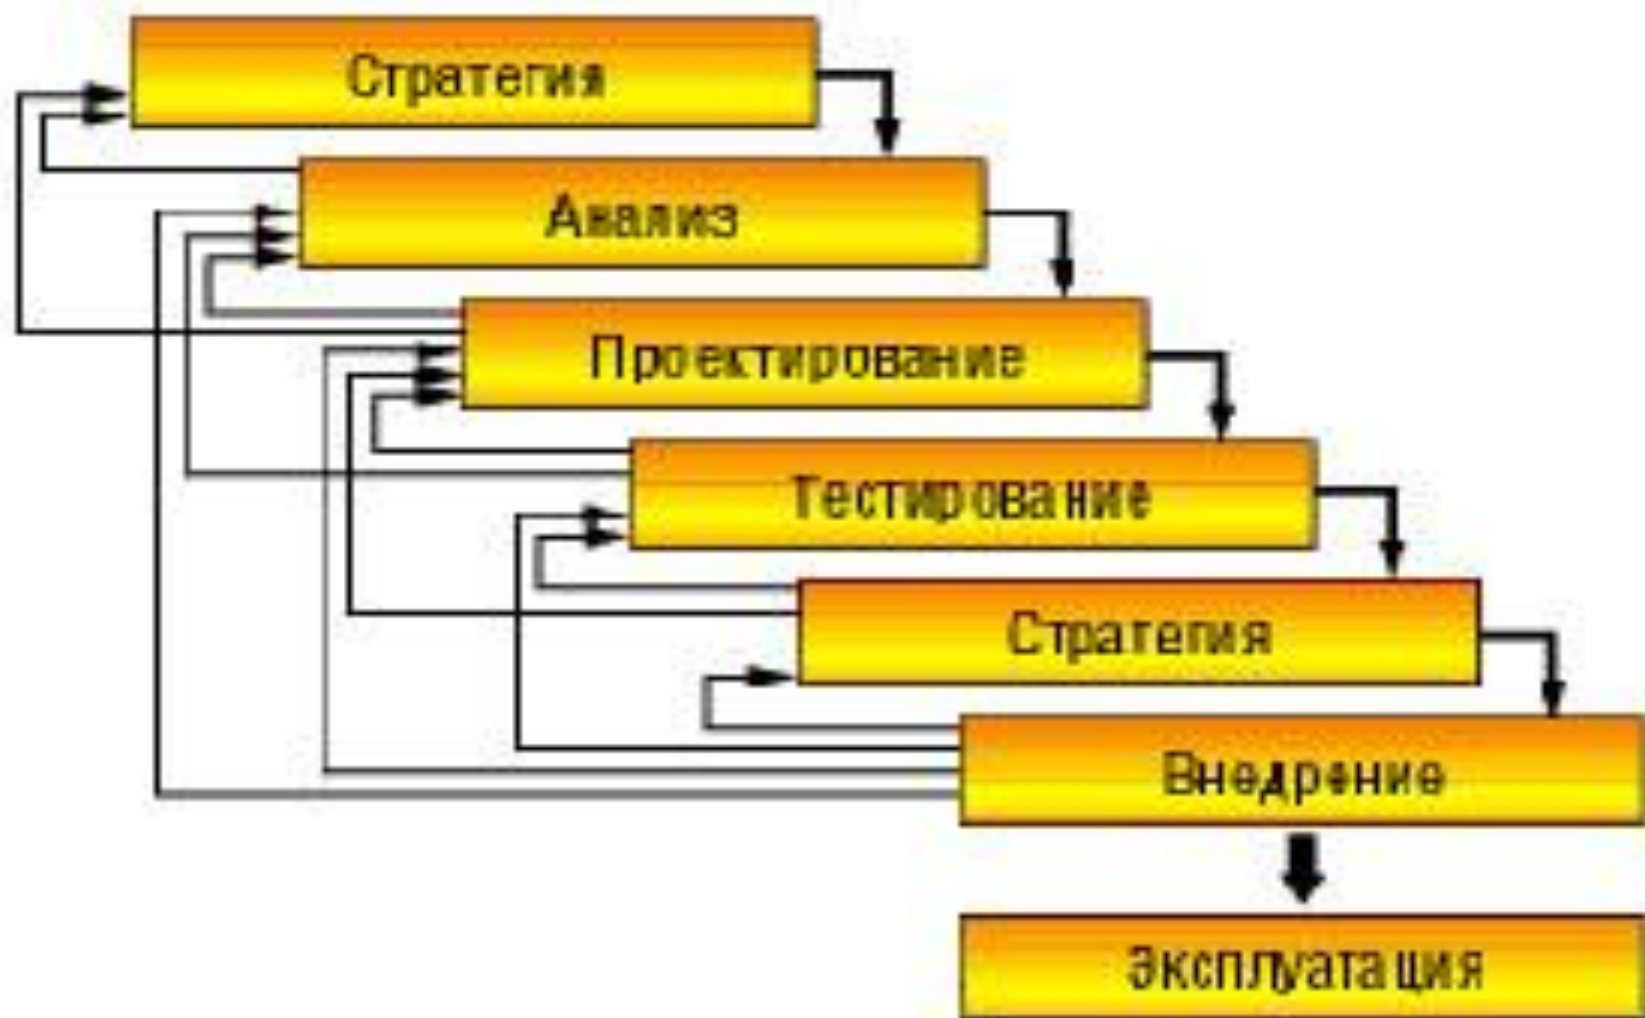 Стратегия
Анализ
Проектирование
Тестирование
Стратегия
Внедрение
Эксплуатация